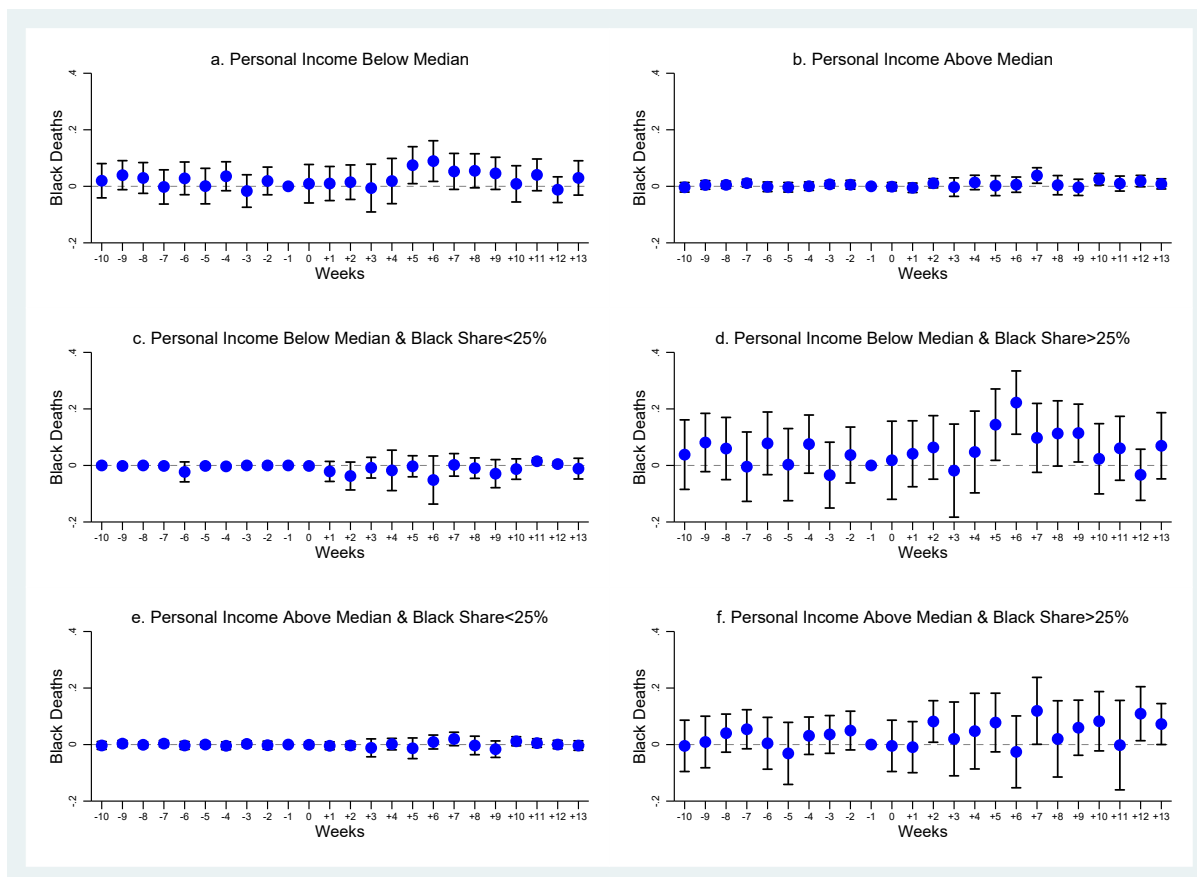 a. Personal Income Below Median
Black Deaths
.4
.2
0
-.2
-10 -9 -8 -7 -6 -5 -4 -3 -2 -1 0 +1 +2 +3 +4 +5 +6 +7 +8 +9 +10 +11 +12 +13
Weeks
b. Personal Income Above Median
Black Deaths
.4
.2
0
-.2
-10 -9 -8 -7 -6 -5 -4 -3 -2 -1 0 +1 +2 +3 +4 +5 +6 +7 +8 +9 +10 +11 +12 +13
Weeks
c. Personal Income Below Median & Black Share<25%
Black Deaths
.4
.2
0
-.2
-10 -9 -8 -7 -6 -5 -4 -3 -2 -1 0 +1 +2 +3 +4 +5 +6 +7 +8 +9 +10 +11 +12 +13
Weeks
d. Personal Income Below Median & Black Share>25%
Black Deaths
.4
.2
0
-.2
-10 -9 -8 -7 -6 -5 -4 -3 -2 -1 0 +1 +2 +3 +4 +5 +6 +7 +8 +9 +10 +11 +12 +13
Weeks
e. Personal Income Above Median & Black Share<25%
Black Deaths
.4
.2
0
-.2
-10 -9 -8 -7 -6 -5 -4 -3 -2 -1 0 +1 +2 +3 +4 +5 +6 +7 +8 +9 +10 +11 +12 +13
Weeks
f. Personal Income Above Median & Black Share>25%
Black Deaths
.4
.2
0
-.2
-10 -9 -8 -7 -6 -5 -4 -3 -2 -1 0 +1 +2 +3 +4 +5 +6 +7 +8 +9 +10 +11 +12 +13
Weeks